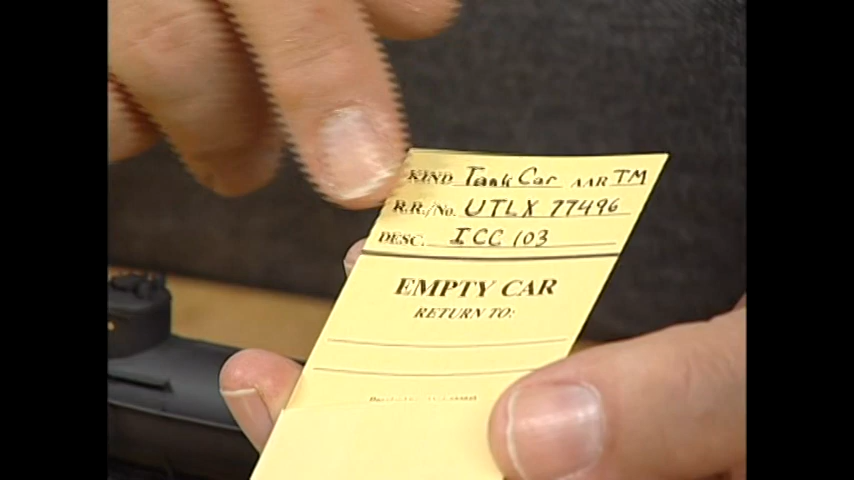 KIND Tank Car AAR TM
R.R./No. UTLX 77496
DESC. ICC 103
EMPTY CAR
RETURN TO: